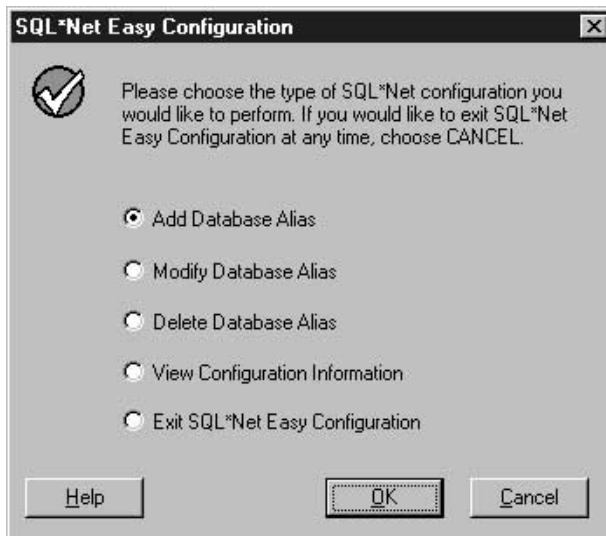 SQL*Net Easy Configuration
Please choose the type of SQL*Net configuration you
would like to perform. If you would like to exit SQL*Net
Easy Configuration at any time, choose CANCEL.
Add Database Alias
Modify Database Alias
Delete Database Alias
View Configuration Information
Exit SQL*Net Easy Configuration
Help
OK
Cancel